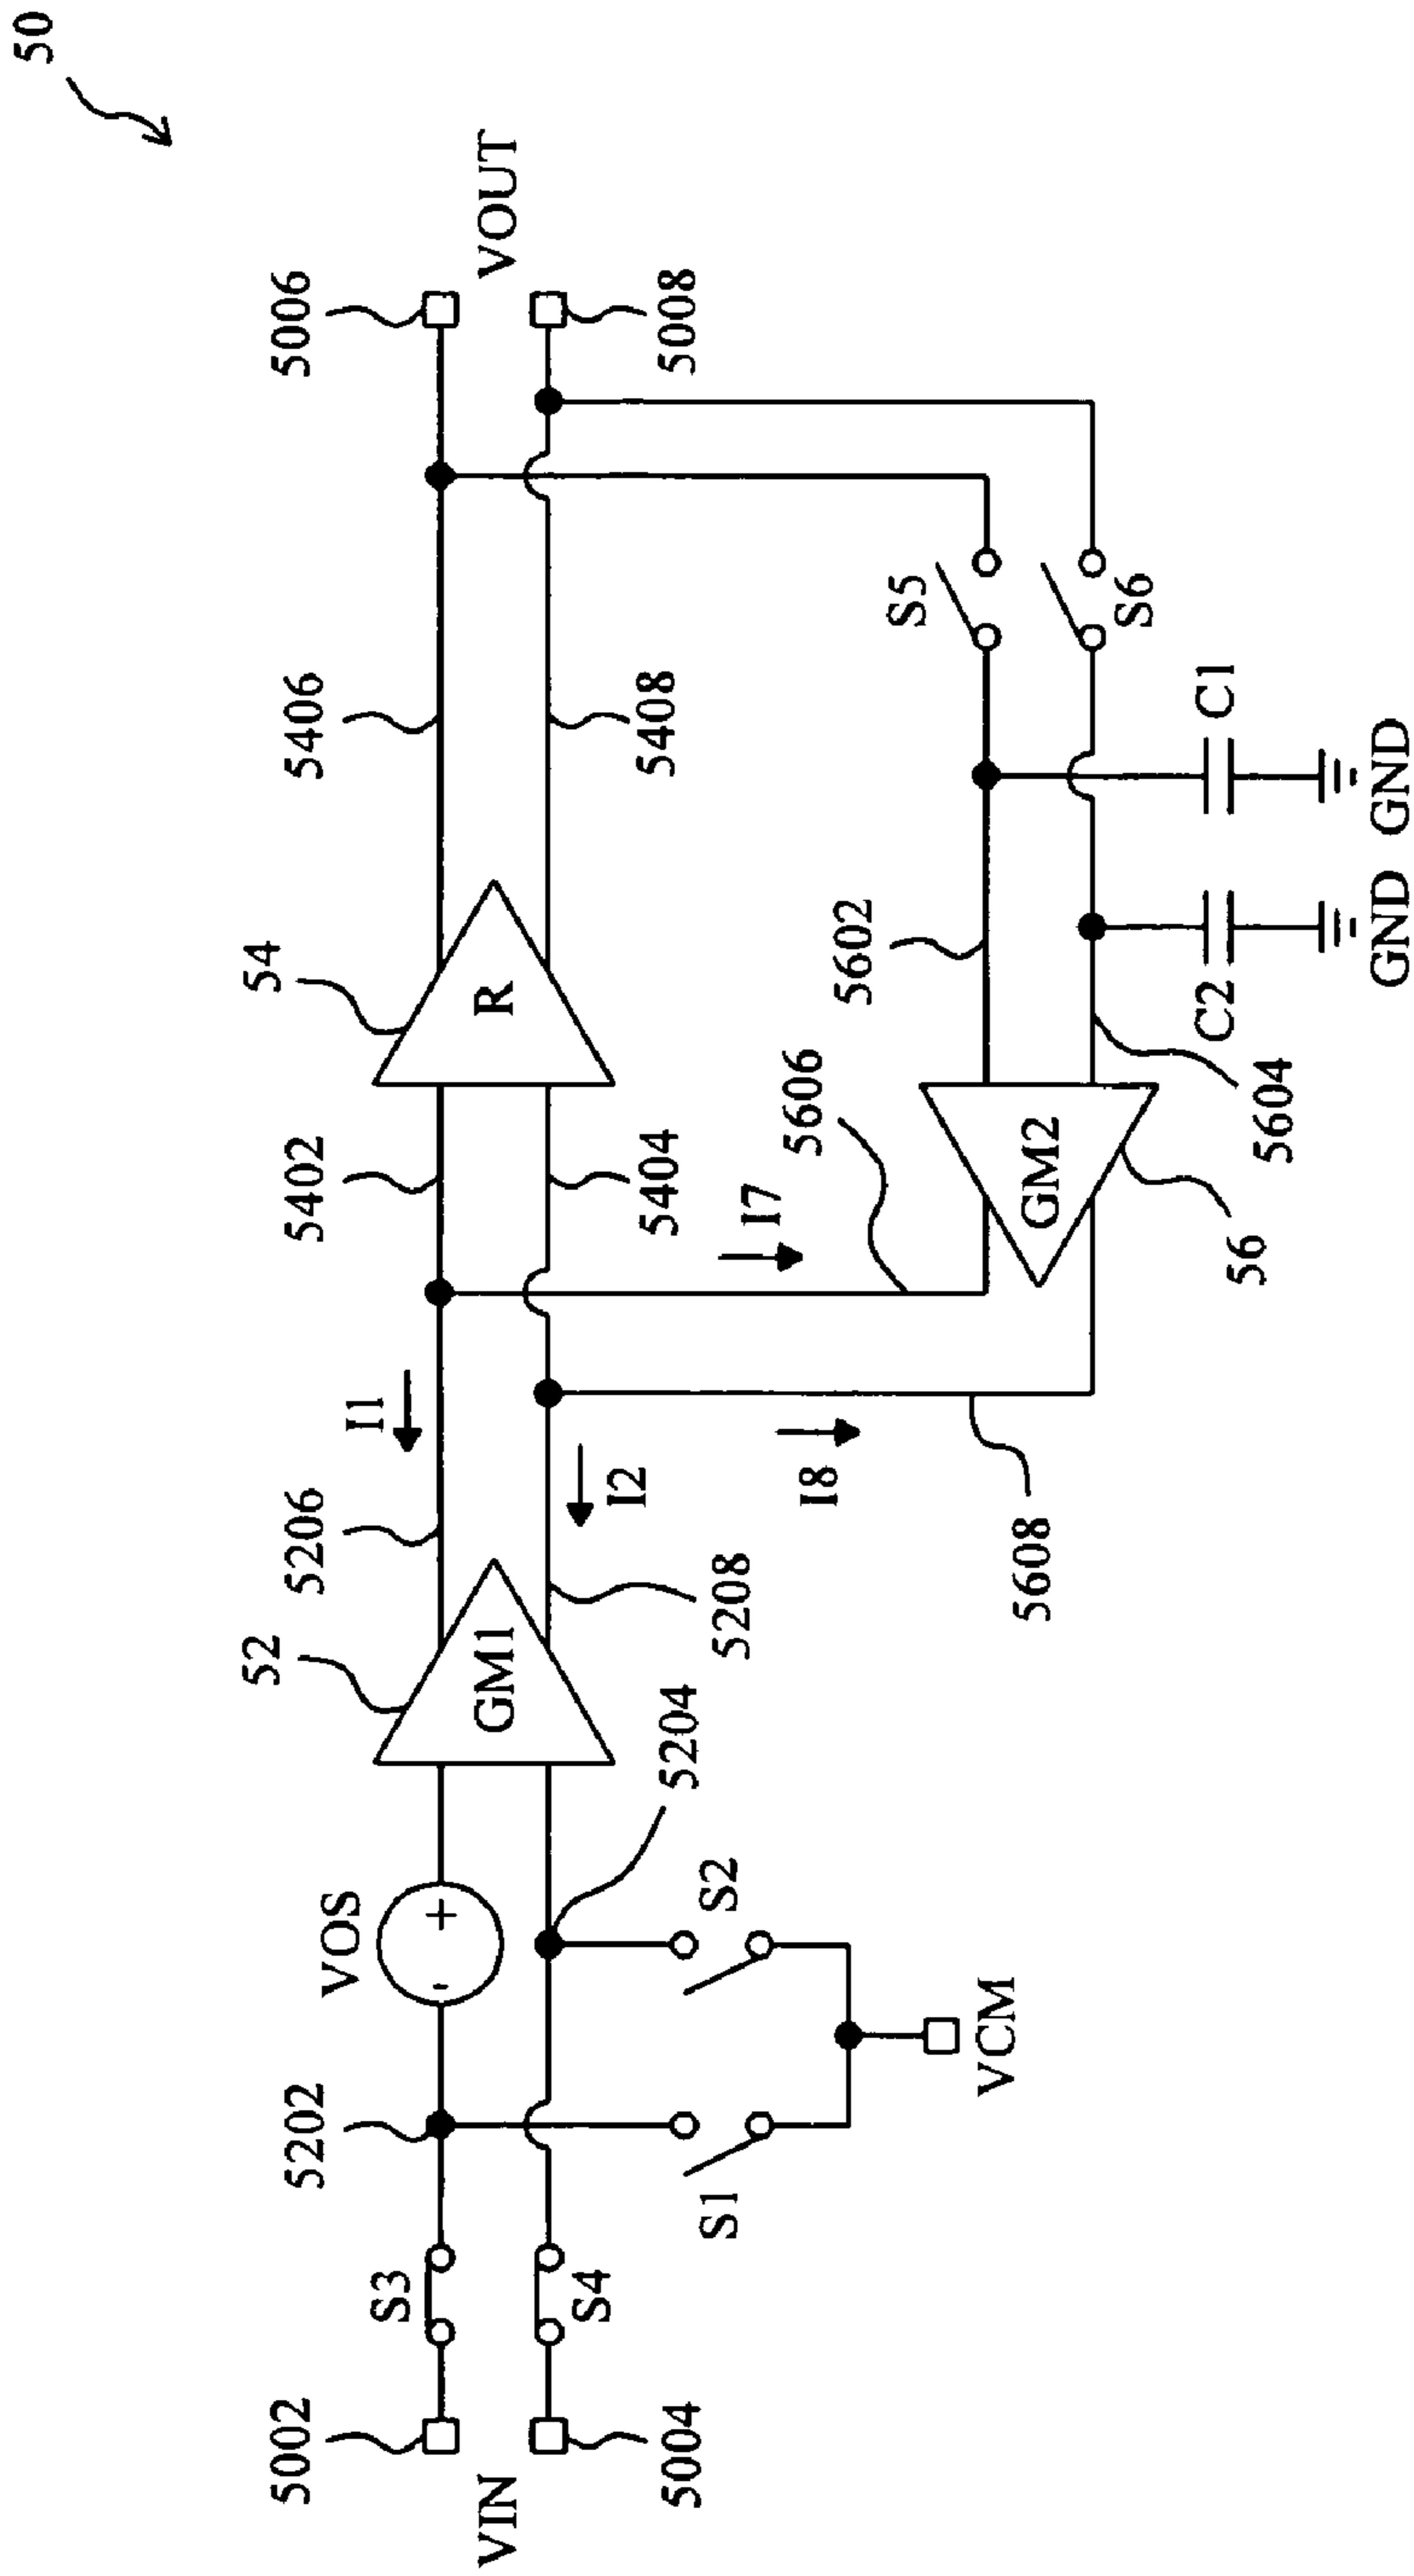 50
5006
VOUT
5008
5406
5408
54
R
5402
5404
I1
I2
I7
I8
5206
5208
52
GM1
5204
VOS
+
-
5202
S3
S4
5002
VIN
5004
S1
S2
VCM
5606
5608
5602
5604
GM2
56
S5
S6
C1
C2
GND
GND